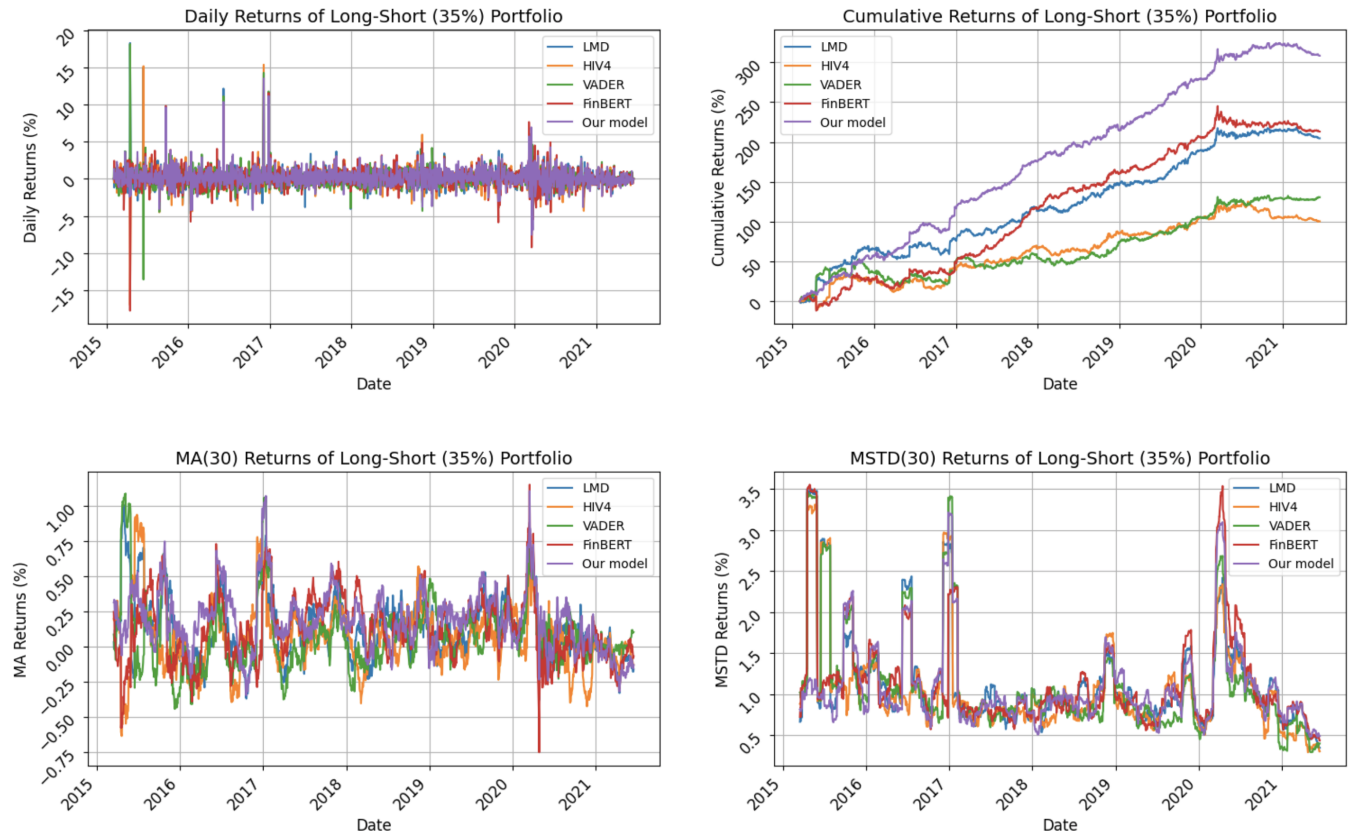 Daily Returns of Long-Short (35%) Portfolio
Daily Returns (%)
20
15
10
5
0
−5
−10
−15
LMD
HIV4
VADER
FinBERT
Our model
2015
2016
2017
2018
2019
2020
2021
Date
Cumulative Returns of Long-Short (35%) Portfolio
Cumulative Returns (%)
300
250
200
150
100
50
0
LMD
HIV4
VADER
FinBERT
Our model
2015
2016
2017
2018
2019
2020
2021
Date
MA(30) Returns of Long-Short (35%) Portfolio
MA Returns (%)
1.00
0.75
0.50
0.25
0.00
−0.25
−0.50
−0.75
LMD
HIV4
VADER
FinBERT
Our model
2015
2016
2017
2018
2019
2020
2021
Date
MSTD(30) Returns of Long-Short (35%) Portfolio
MSTD Returns (%)
3.5
3.0
2.5
2.0
1.5
1.0
0.5
LMD
HIV4
VADER
FinBERT
Our model
2015
2016
2017
2018
2019
2020
2021
Date